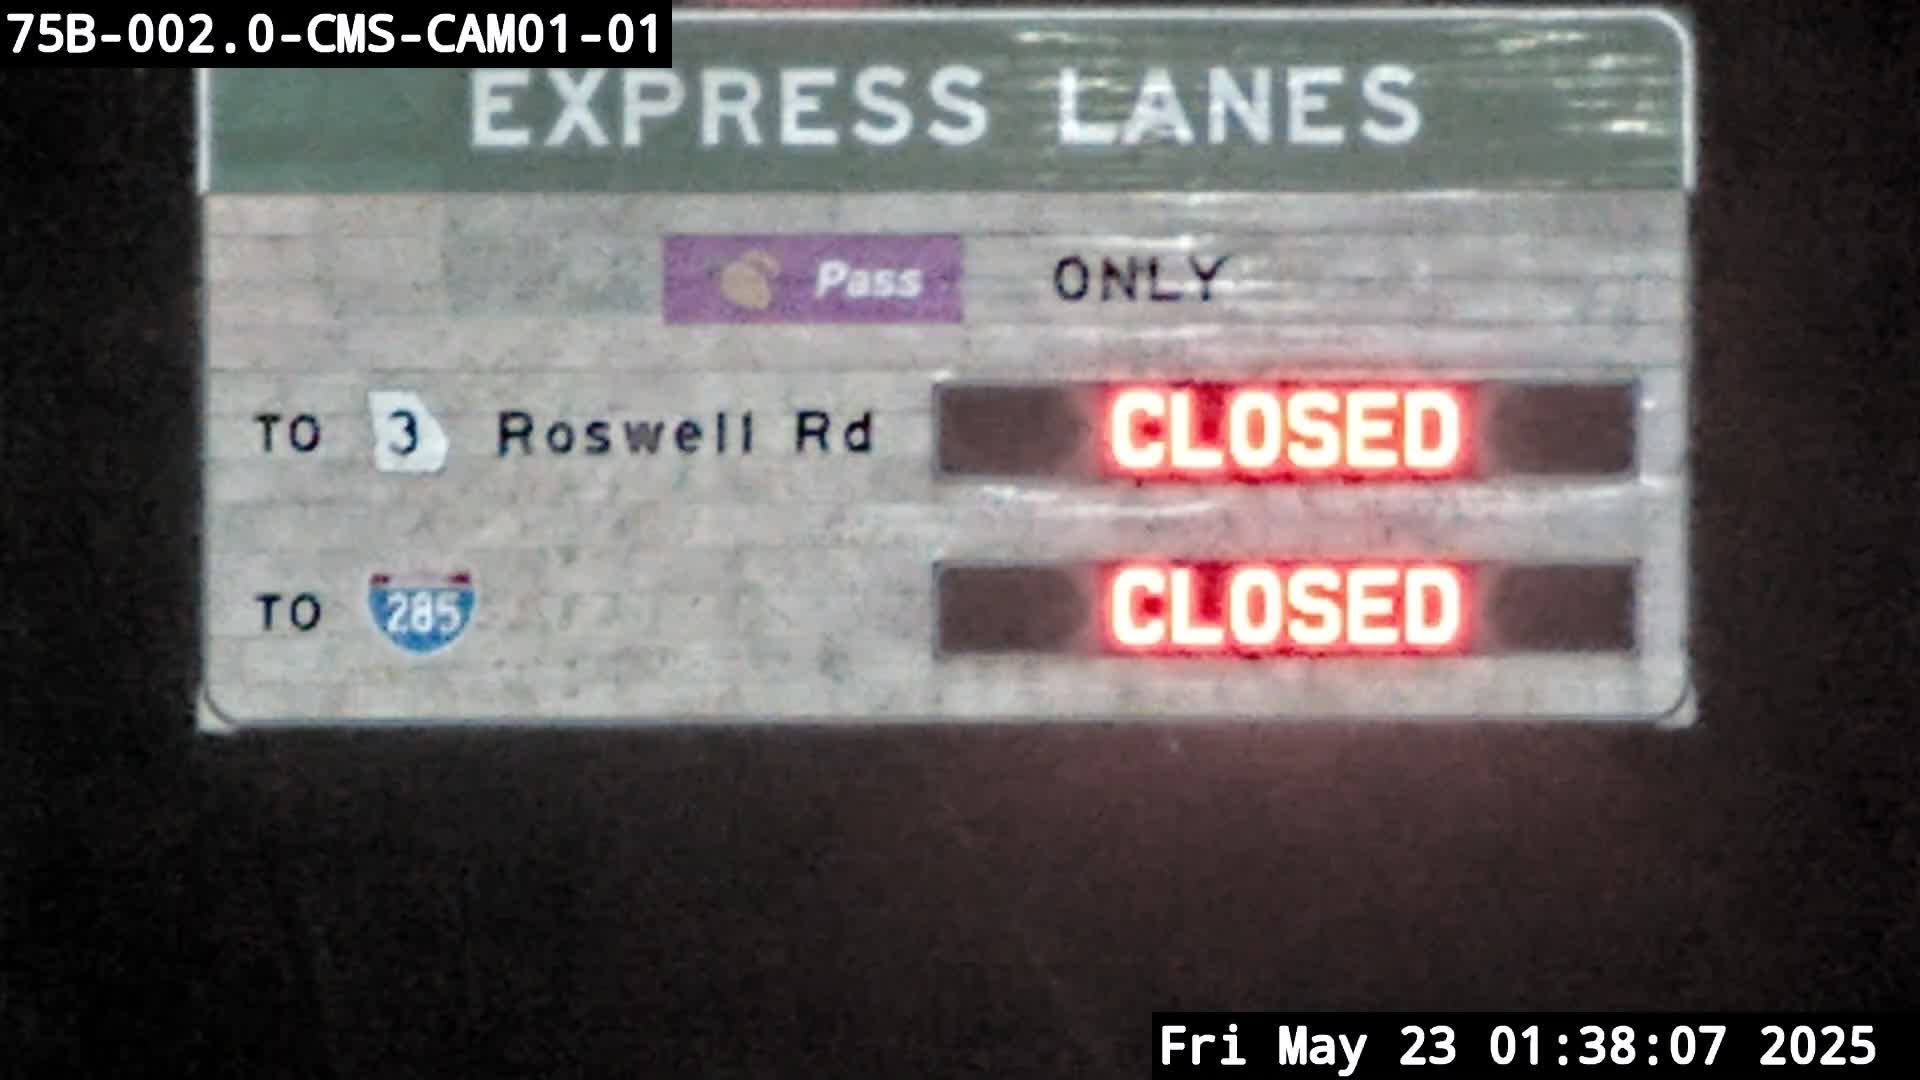 75B-002.0-CMS-CAM01-01
EXPRESS LANES
Pass ONLY
TO 3 Roswell Rd CLOSED
TO 285 CLOSED
Fri May 23 01:38:07 2025